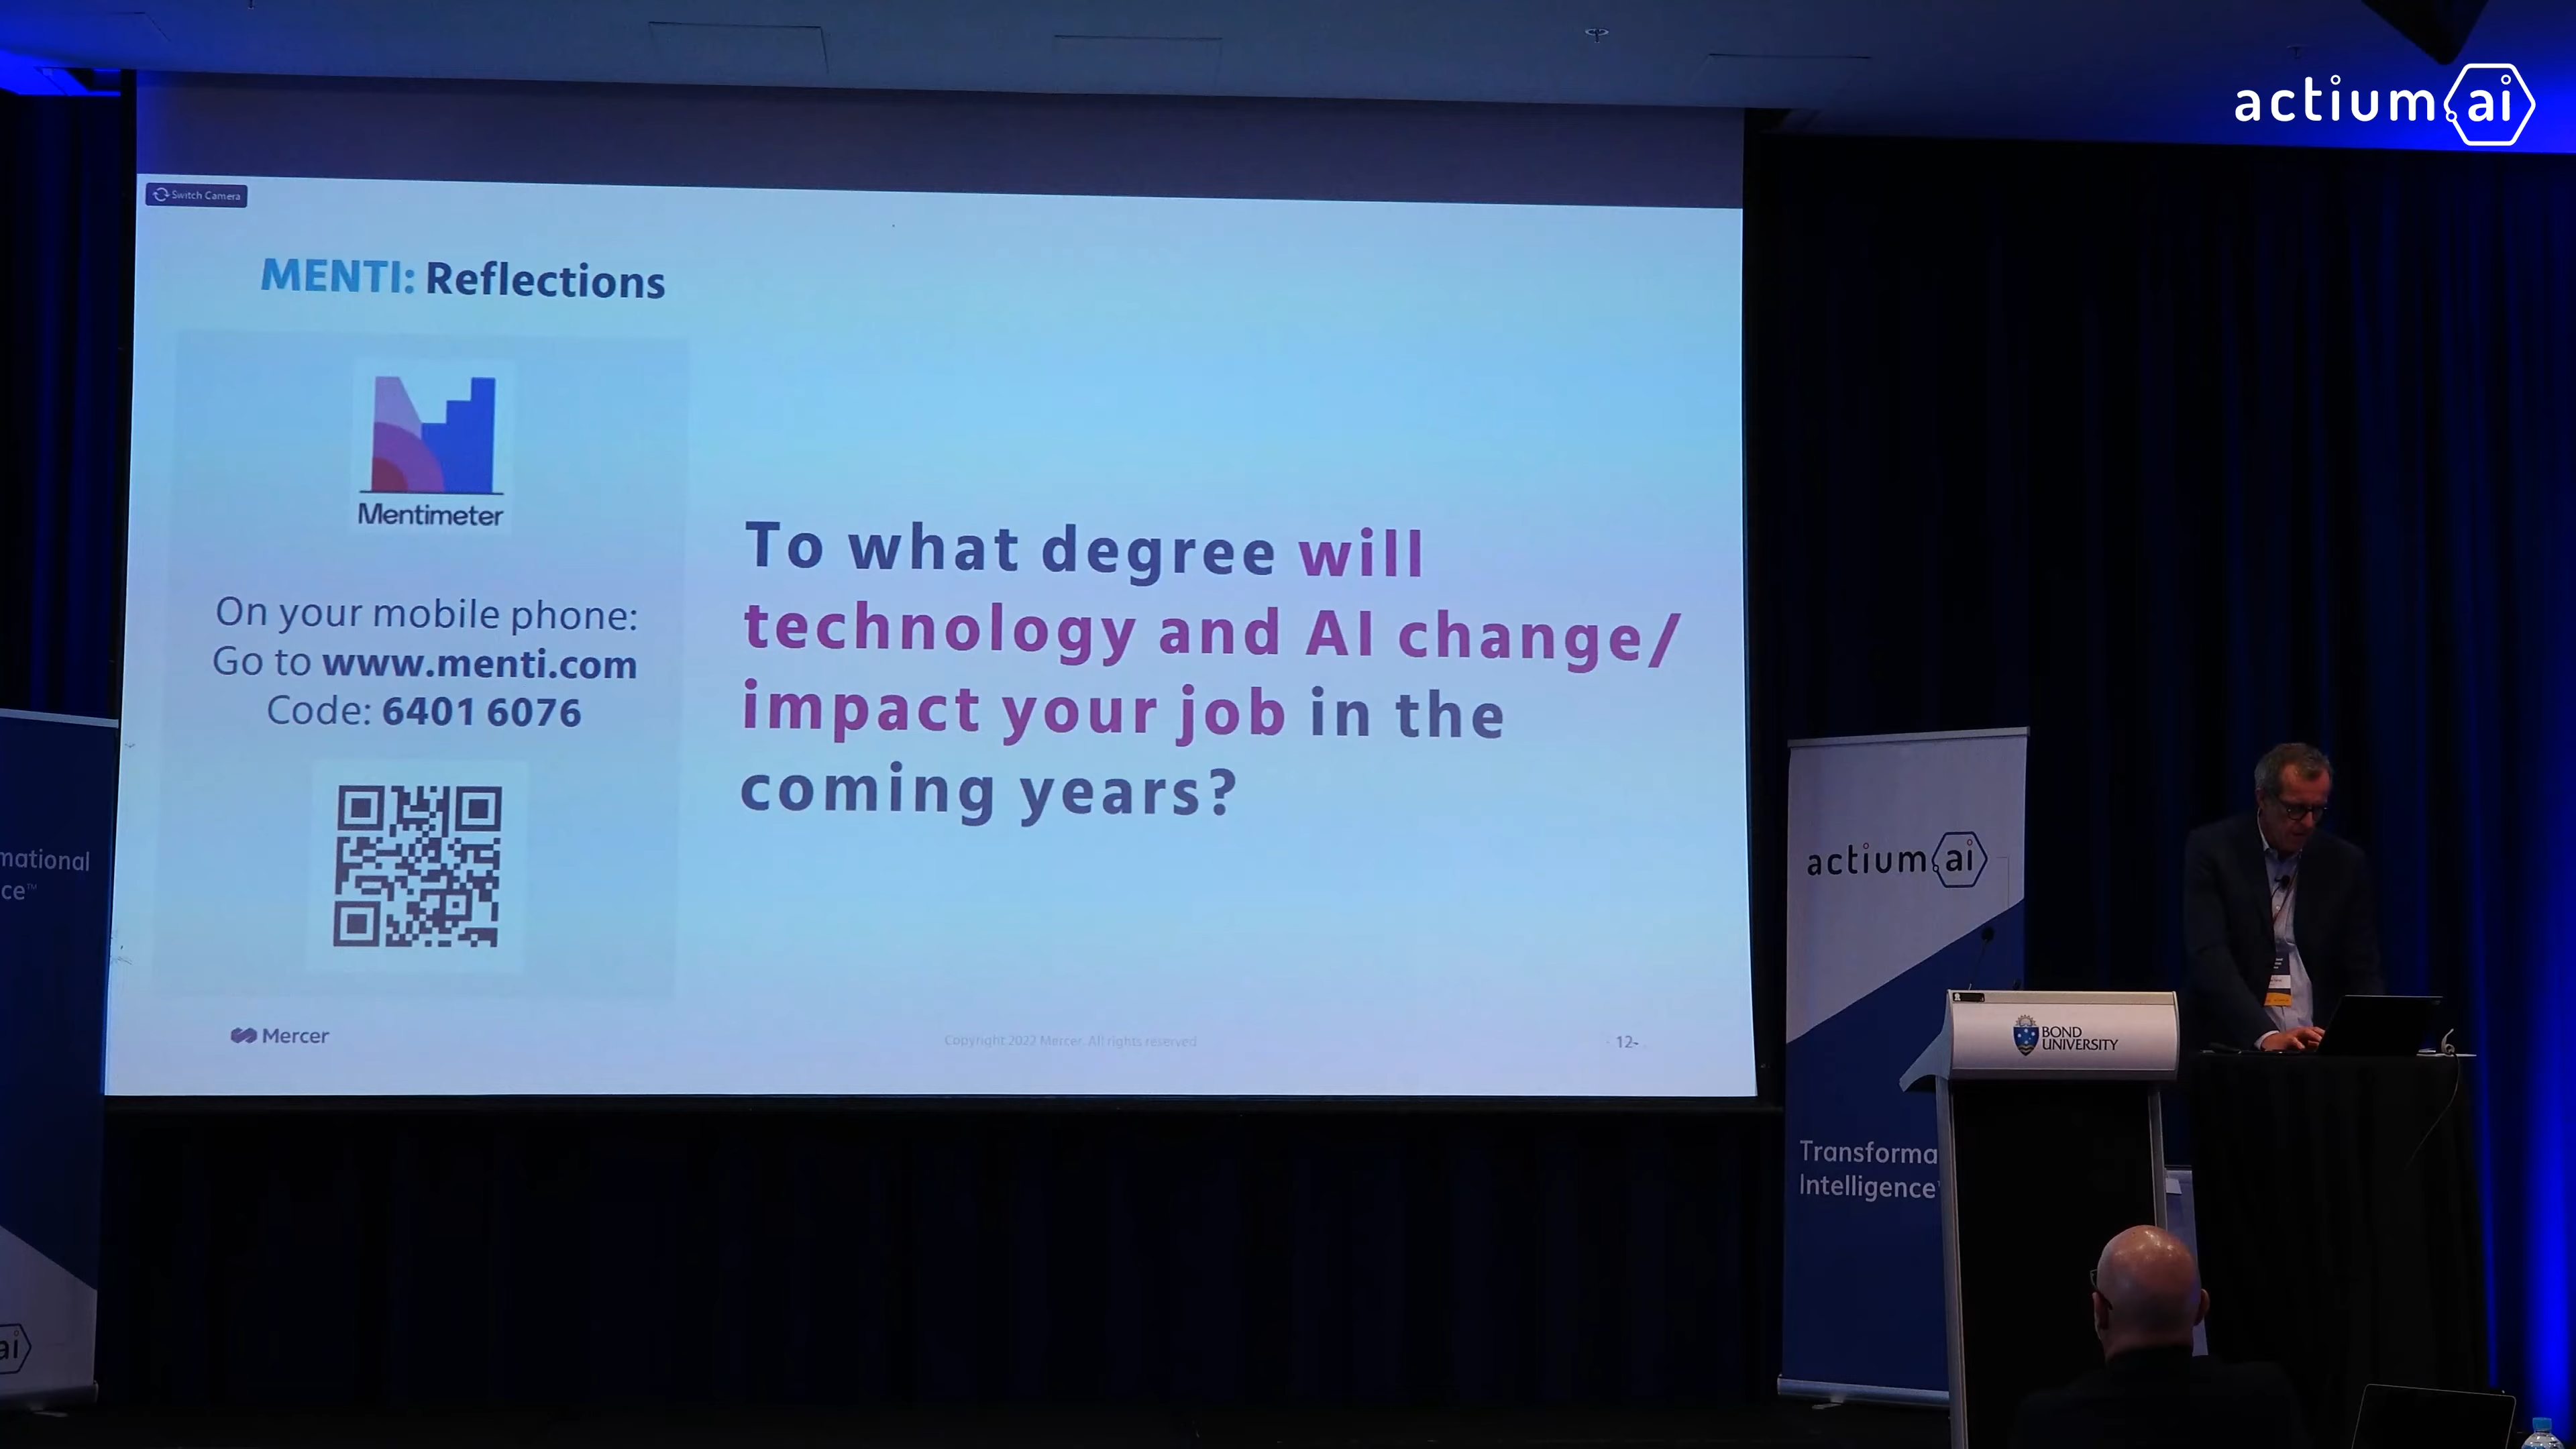 actium.ai
Switch Camera
MENTI: Reflections
Mentimeter
On your mobile phone:
Go to www.menti.com
Code: 6401 6076
To what degree will
technology and AI change/
impact your job in the
coming years?
Mercer
Copyright 2022 Mercer. All rights reserved
-12-
mational
ce™
ai
actium.ai
Transforma
Intelligence
BOND
UNIVERSITY